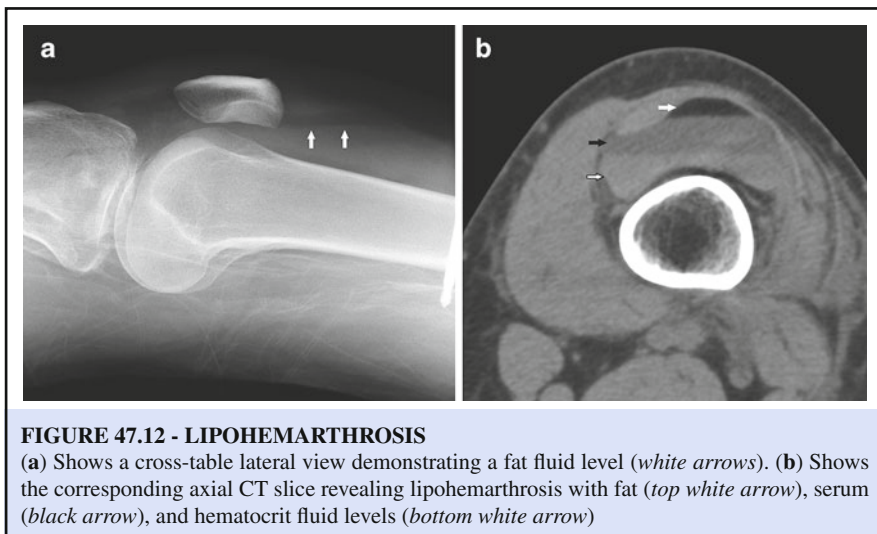 a
b
FIGURE 47.12 - LIPOHEMARTHROSIS
(a) Shows a cross-table lateral view demonstrating a fat fluid level (white arrows). (b) Shows
the corresponding axial CT slice revealing lipohemarthrosis with fat (top white arrow), serum
(black arrow), and hematocrit fluid levels (bottom white arrow)